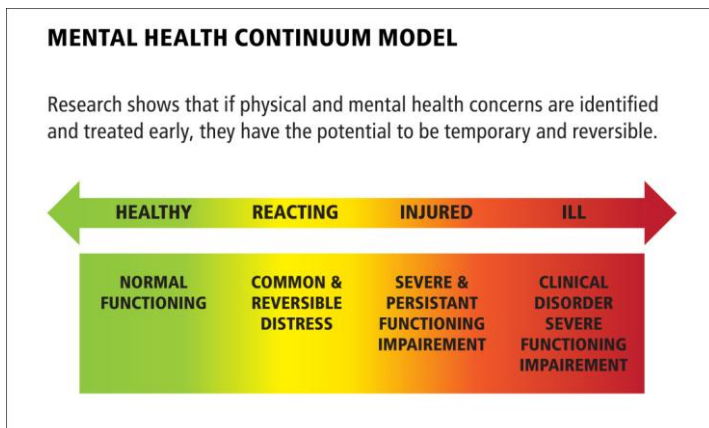 MENTAL HEALTH CONTINUUM MODEL
Research shows that if physical and mental health concerns are identified
and treated early, they have the potential to be temporary and reversible.
HEALTHY
REACTING
INJURED
ILL
NORMAL
FUNCTIONING
COMMON &
REVERSIBLE
DISTRESS
SEVERE &
PERSISTANT
FUNCTIONING
IMPAIREMENT
CLINICAL
DISORDER
SEVERE
FUNCTIONING
IMPAIREMENT